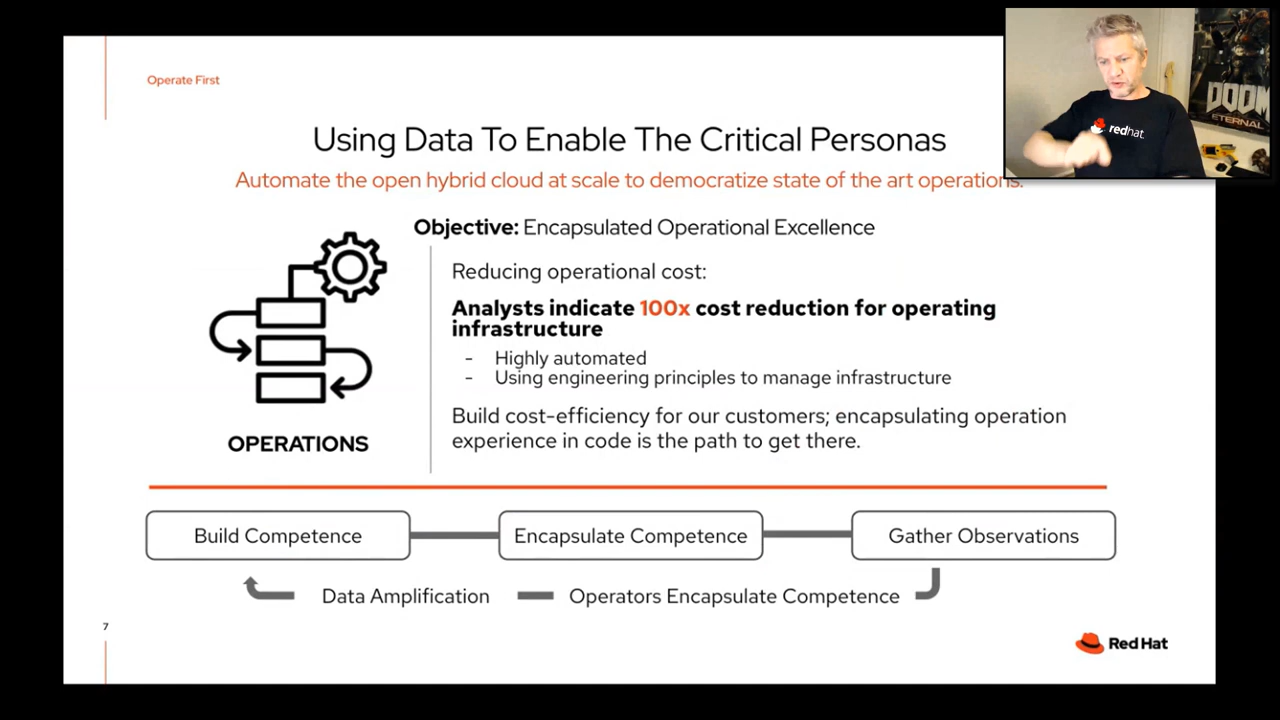 Operate First
Using Data To Enable The Critical Personas
Automate the open hybrid cloud at scale to democratize state of the art operations.
Objective: Encapsulated Operational Excellence
Reducing operational cost:
Analysts indicate 100x cost reduction for operating
infrastructure
- Highly automated
- Using engineering principles to manage infrastructure
Build cost-efficiency for our customers; encapsulating operation
experience in code is the path to get there.
OPERATIONS
Build Competence
Encapsulate Competence
Gather Observations
Data Amplification
Operators Encapsulate Competence
7
Red Hat
redhat.
DOOM
ETERNAL